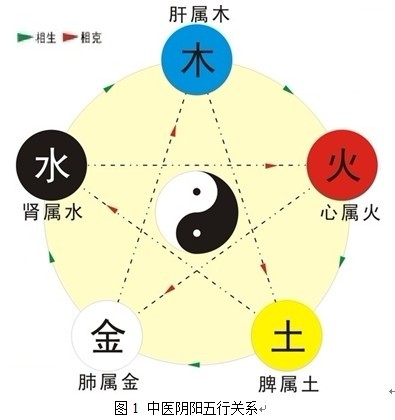 肝属木
相生 相克
木
水
火
肾属水
心属火
金
土
肺属金
脾属土
图 1 中医阴阳五行关系